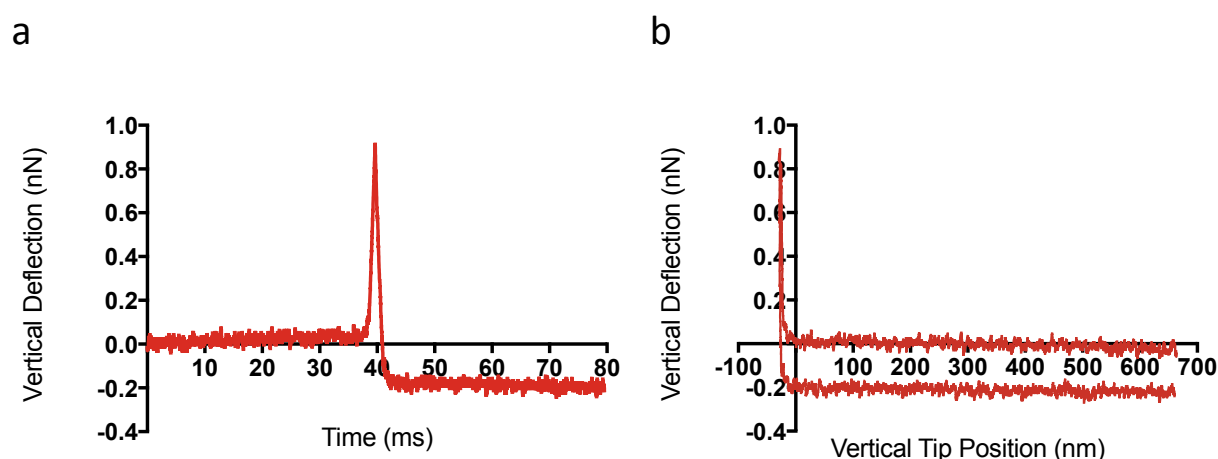 a
b
Vertical Deflection (nN)
1.0
0.8
0.6
0.4
0.2
0.0
-0.2
-0.4
10 20 30 40 50 60 70 80
Time (ms)
Vertical Deflection (nN)
1.0
0.8
0.6
0.4
0.2
0.0
-0.2
-0.4
-100 0 100 200 300 400 500 600 700
Vertical Tip Position (nm)